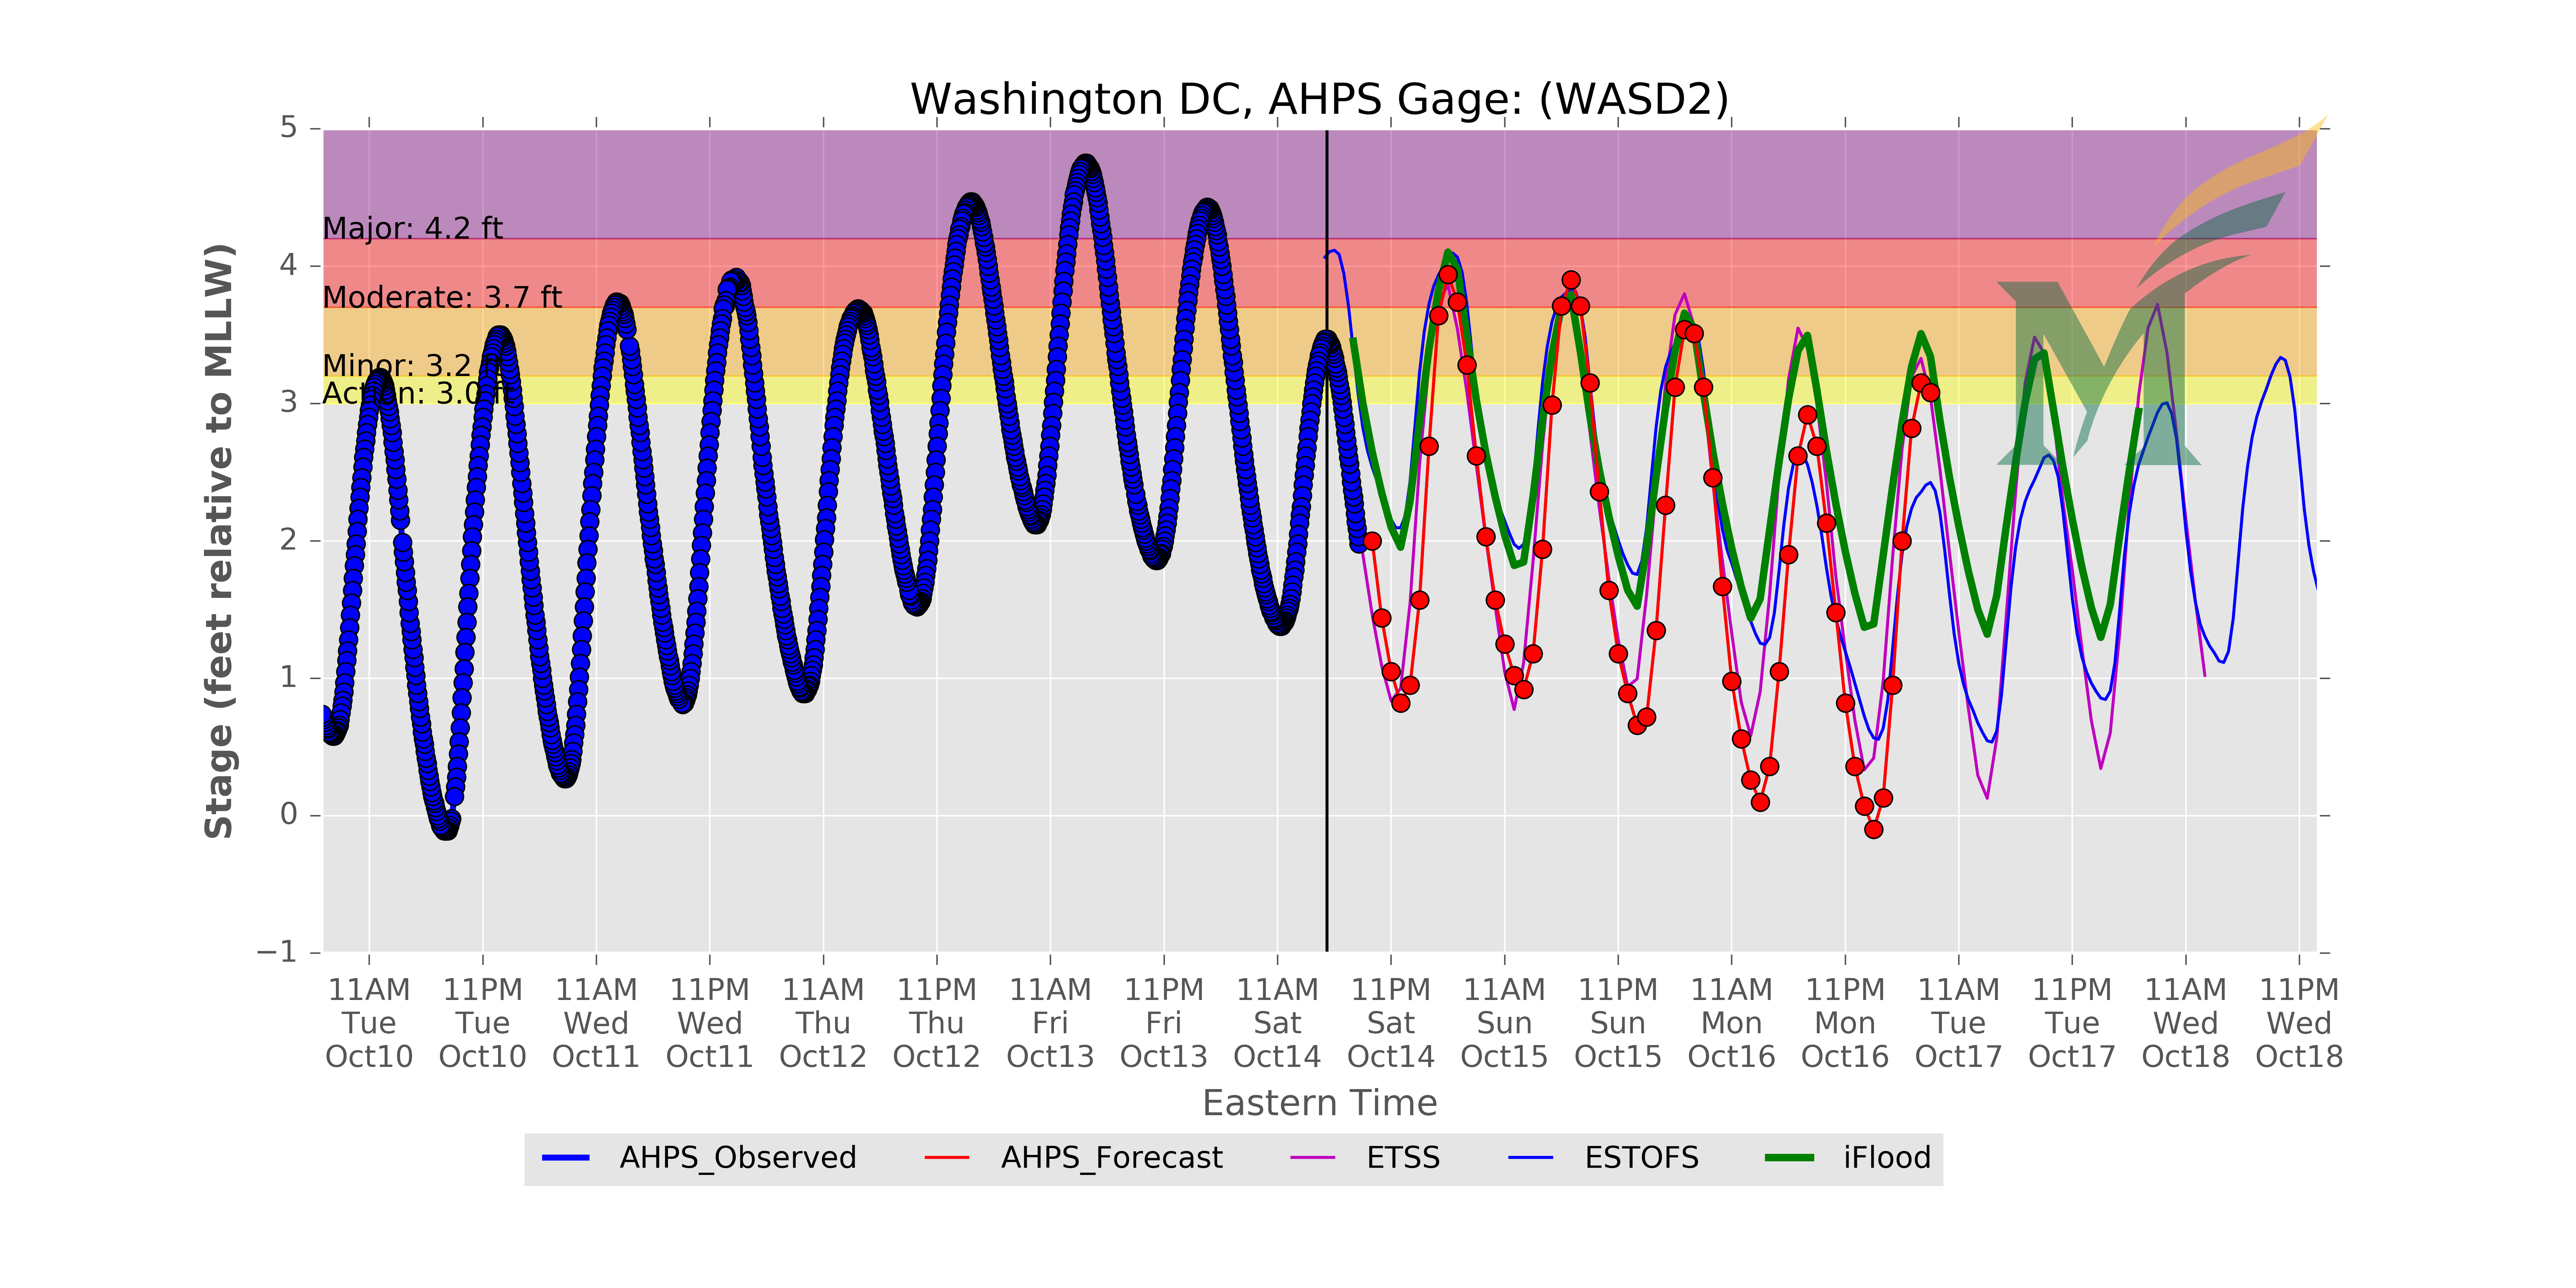 Washington DC, AHPS Gage: (WASD2)
5
4
3
2
1
0
−1
Stage (feet relative to MLLW)
Major: 4.2 ft
Moderate: 3.7 ft
Minor: 3.2 ft
Action: 3.0 ft
11AM 11PM 11AM 11PM 11AM 11PM 11AM 11PM 11AM 11PM 11AM 11PM 11AM 11PM 11AM 11PM 11AM 11PM
Tue Tue Wed Wed Thu Thu Fri Fri Sat Sat Sun Sun Mon Mon Tue Tue Wed Wed
Oct10 Oct10 Oct11 Oct11 Oct12 Oct12 Oct13 Oct13 Oct14 Oct14 Oct15 Oct15 Oct16 Oct16 Oct17 Oct17 Oct18 Oct18
Eastern Time
AHPS_Observed AHPS_Forecast ETSS ESTOFS iFlood